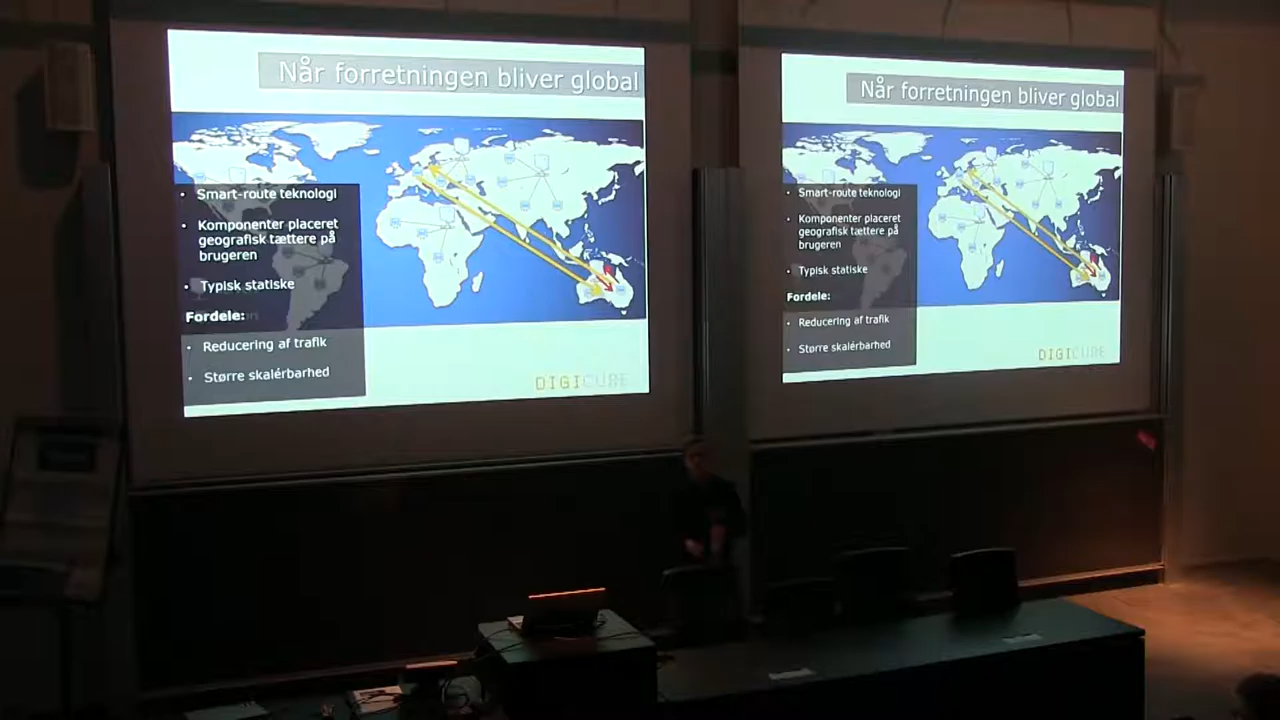 Når forretningen bliver global
• Smart-route teknologi
• Komponenter placeret
geografisk tættere på
brugeren
• Typisk statiske
Fordele:
• Reducering af trafik
• Større skalérbarhed
DIGICURE
Når forretningen bliver global
• Smart-route teknologi
• Komponenter placeret
geografisk tættere på
brugeren
• Typisk statiske
Fordele:
• Reducering af trafik
• Større skalérbarhed
DIGICURE